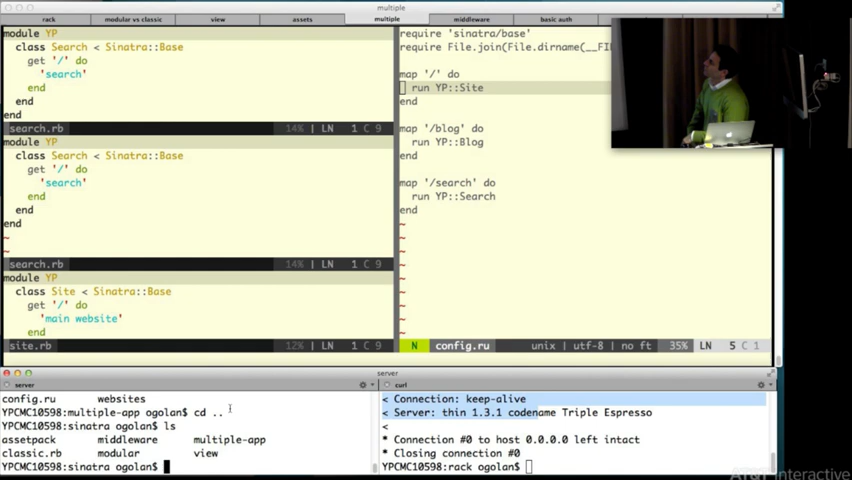 multiple
rack
modular vs classic
view
assets
multiple
middleware
basic auth
module YP
class Search < Sinatra::Base
get '/' do
'search'
end
end
end
search.rb 14% | LN 1 C 9
module YP
class Search < Sinatra::Base
get '/' do
'search'
end
end
end
~
~
search.rb 14% | LN 1 C 9
module YP
class Site < Sinatra::Base
get '/' do
'main website'
end
site.rb 12% | LN 1 C 9
require 'sinatra/base'
require File.join(File.dirname(__FI
map '/' do
run YP::Site
end
map '/blog' do
run YP::Blog
end
map '/search' do
run YP::Search
end
~
~
~
~
~
~
~
~
~
N config.ru unix | utf-8 | no ft 35% LN 5 C 1
server
server
curl
config.ru websites
YPCMC10598:multiple-app ogolan$ cd ..
YPCMC10598:sinatra ogolan$ ls
assetpack middleware multiple-app
classic.rb modular view
YPCMC10598:sinatra ogolan$
< Connection: keep-alive
< Server: thin 1.3.1 codename Triple Espresso
<
* Connection #0 to host 0.0.0.0 left intact
* Closing connection #0
YPCMC10598:rack ogolan$
AT&T Interactive